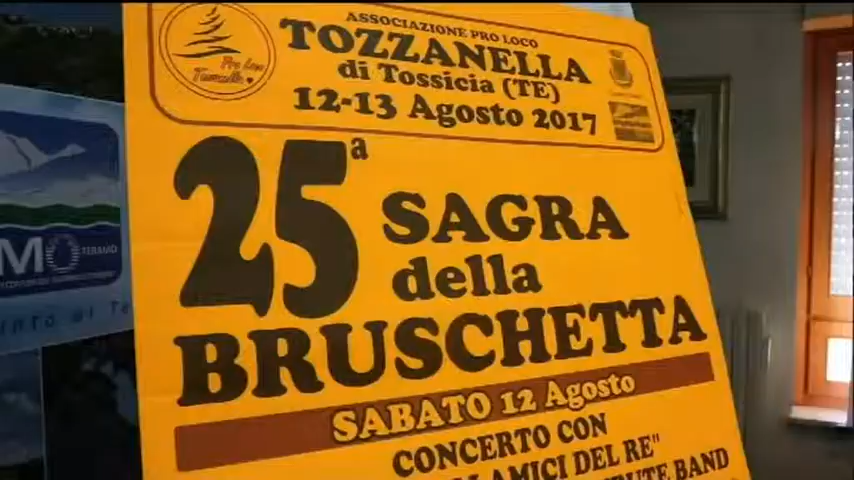 Pro Loco
Tozzanella
ASSOCIAZIONE PRO LOCO
TOZZANELLA
di TOSSICIA (TE)
12-13 AGOSTO 2017
25ª SAGRA
della
BRUSCHETTA
SABATO 12 AGOSTO
CONCERTO CON
AMICI DEL RE"
BAND
TERAMO